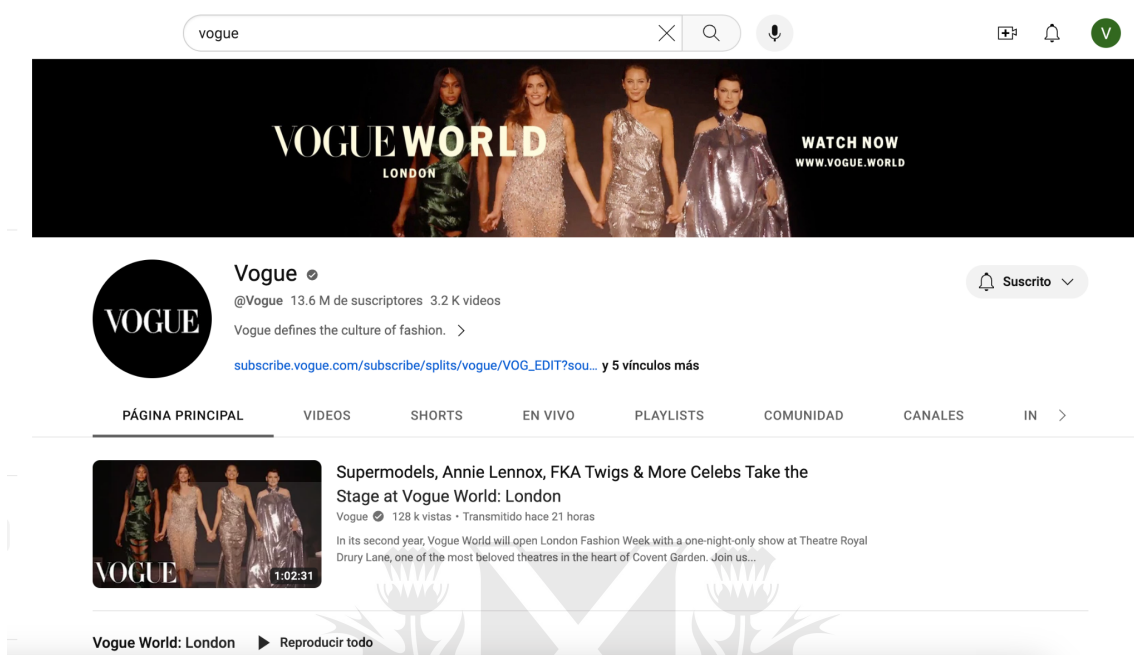 vogue
V
VOGUE WORLD
LONDON
WATCH NOW
WWW.VOGUE.WORLD
VOGUE
Vogue
@Vogue 13.6 M de suscriptores 3.2 K videos
Vogue defines the culture of fashion.
subscribe.vogue.com/subscribe/splits/vogue/VOG_EDIT?sou... y 5 vínculos más
Suscrito
PÁGINA PRINCIPAL VIDEOS SHORTS EN VIVO PLAYLISTS COMUNIDAD CANALES IN
VOGUE
1:02:31
Supermodels, Annie Lennox, FKA Twigs & More Celebs Take the
Stage at Vogue World: London
Vogue 128 k vistas • Transmitido hace 21 horas
In its second year, Vogue World will open London Fashion Week with a one-night-only show at Theatre Royal
Drury Lane, one of the most beloved theatres in the heart of Covent Garden. Join us...
Vogue World: London Reproducir todo